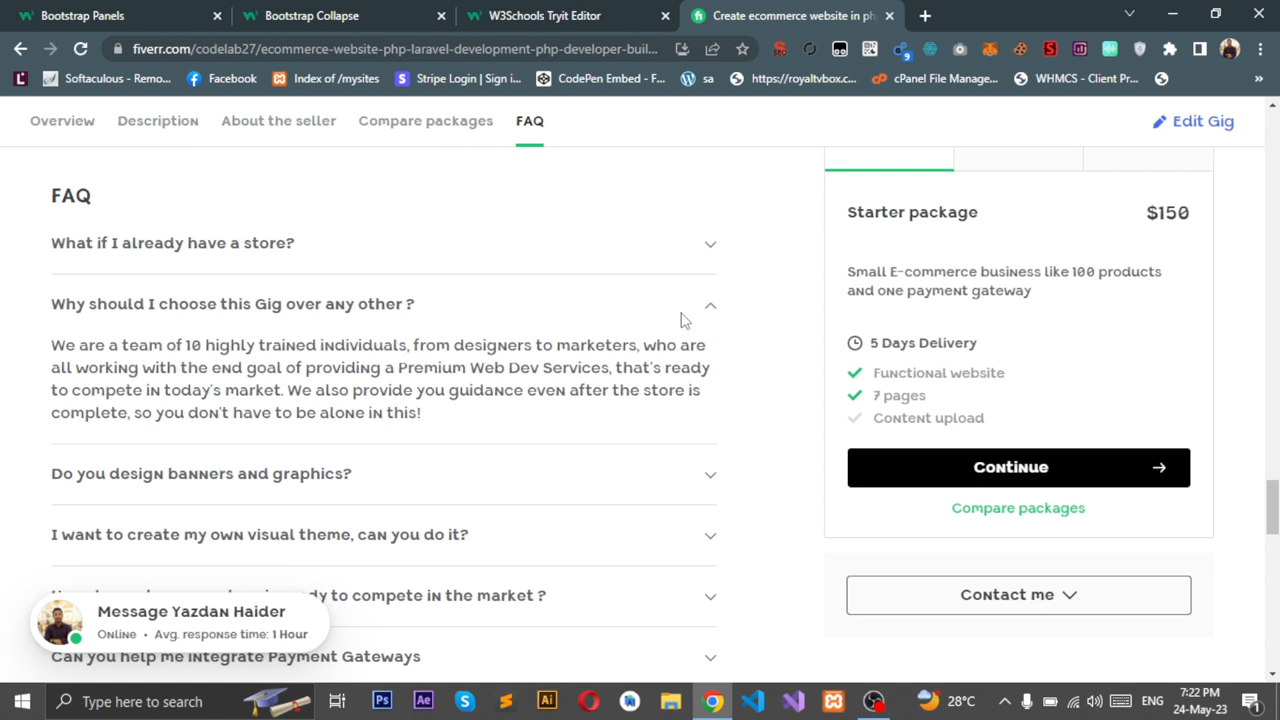 Bootstrap Panels
Bootstrap Collapse
W3Schools Tryit Editor
Create ecommerce website in ph
fiverr.com/codelab27/ecommerce-website-php-laravel-development-php-developer-buil...
9
Softaculous - Remo...
Facebook
Index of /mysites
Stripe Login | Sign i...
CodePen Embed - F...
sa
https://royaltvbox.c...
cPanel File Manage...
WHMCS - Client Pr...
»
Overview
Description
About the seller
Compare packages
FAQ
Edit Gig
FAQ
What if I already have a store?
Why should I choose this Gig over any other ?
We are a team of 10 highly trained individuals, from designers to marketers, who are
all working with the end goal of providing a Premium Web Dev Services, that's ready
to compete in today's market. We also provide you guidance even after the store is
complete, so you don't have to be alone in this!
Do you design banners and graphics?
I want to create my own visual theme, can you do it?
dy to compete in the market ?
Can you help me integrate Payment Gateways
Message Yazdan Haider
Online • Avg. response time: 1 Hour
Starter package
$150
Small E-commerce business like 100 products
and one payment gateway
5 Days Delivery
Functional website
7 pages
Content upload
Continue
Compare packages
Contact me
Type here to search
Ps
Ae
Ai
28°C
ENG
7:22 PM
24-May-23
1